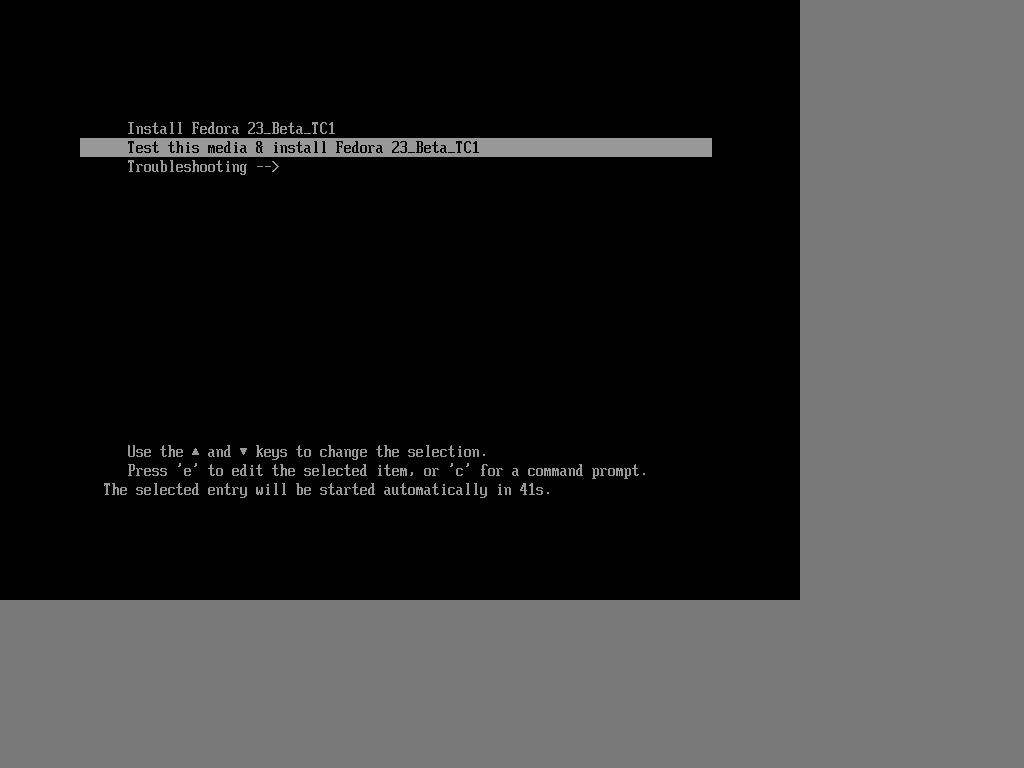 Install Fedora 23_Beta_TC1
Test this media & install Fedora 23_Beta_TC1
Troubleshooting -->
Use the ▲ and ▼ keys to change the selection.
Press 'e' to edit the selected item, or 'c' for a command prompt.
The selected entry will be started automatically in 41s.